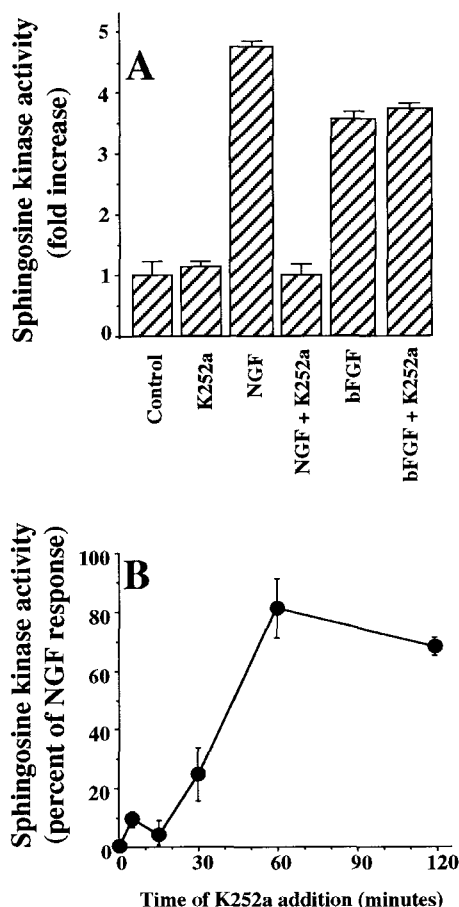 A
Sphingosine kinase activity
(fold increase)
5
4
3
2
1
0
Control
K252a
NGF
NGF + K252a
bFGF
bFGF + K252a
B
Sphingosine kinase activity
(percent of NGF response)
100
80
60
40
20
0
0 30 60 90 120
Time of K252a addition (minutes)